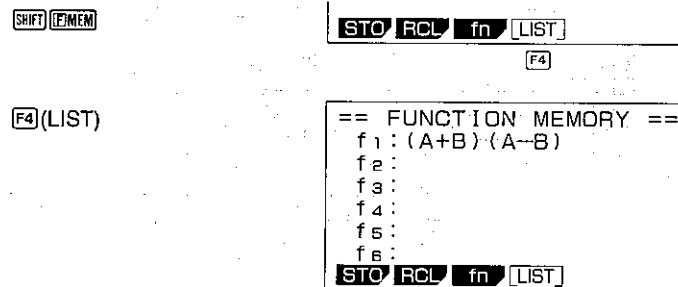 SHIFT F MEM
STO RCL fn [LIST]
F4
F4 (LIST)
== FUNCTION MEMORY ==
f1:(A+B)(A−B)
f2:
f3:
f4:
f5:
f6:
STO RCL fn [LIST]